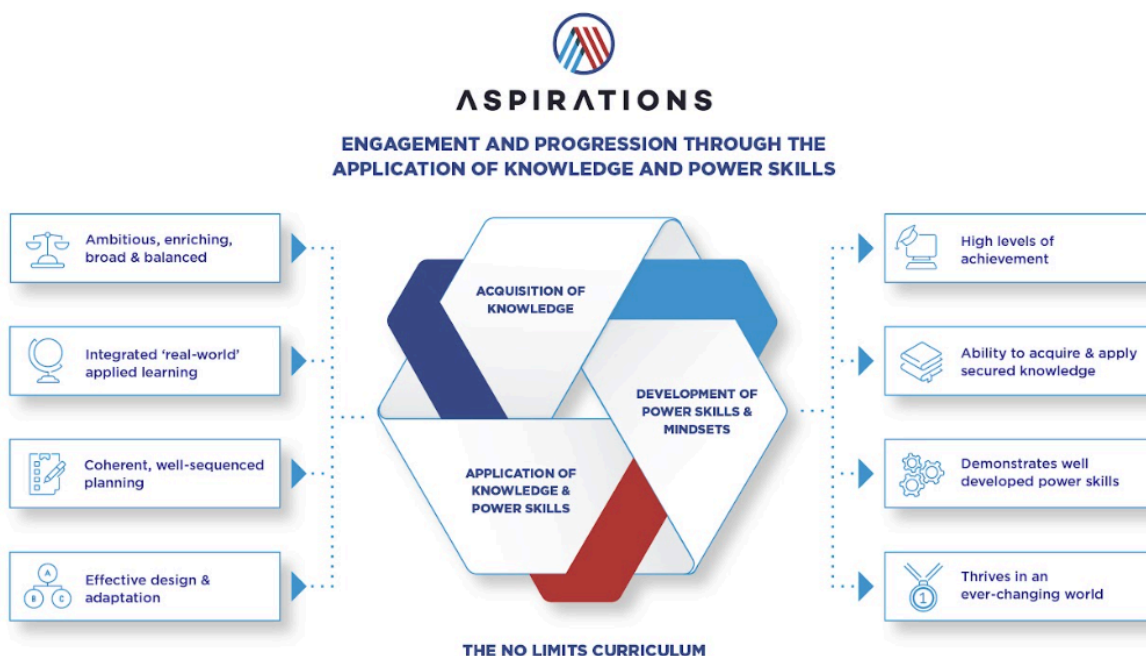 ASPIRATIONS
ENGAGEMENT AND PROGRESSION THROUGH THE
APPLICATION OF KNOWLEDGE AND POWER SKILLS
Ambitious, enriching,
broad & balanced
Integrated ‘real-world’
applied learning
Coherent, well-sequenced
planning
A
B C
Effective design &
adaptation
ACQUISITION OF
KNOWLEDGE
DEVELOPMENT OF
POWER SKILLS &
MINDSETS
APPLICATION OF
KNOWLEDGE &
POWER SKILLS
High levels of
achievement
Ability to acquire & apply
secured knowledge
Demonstrates well
developed power skills
1
Thrives in an
ever-changing world
THE NO LIMITS CURRICULUM